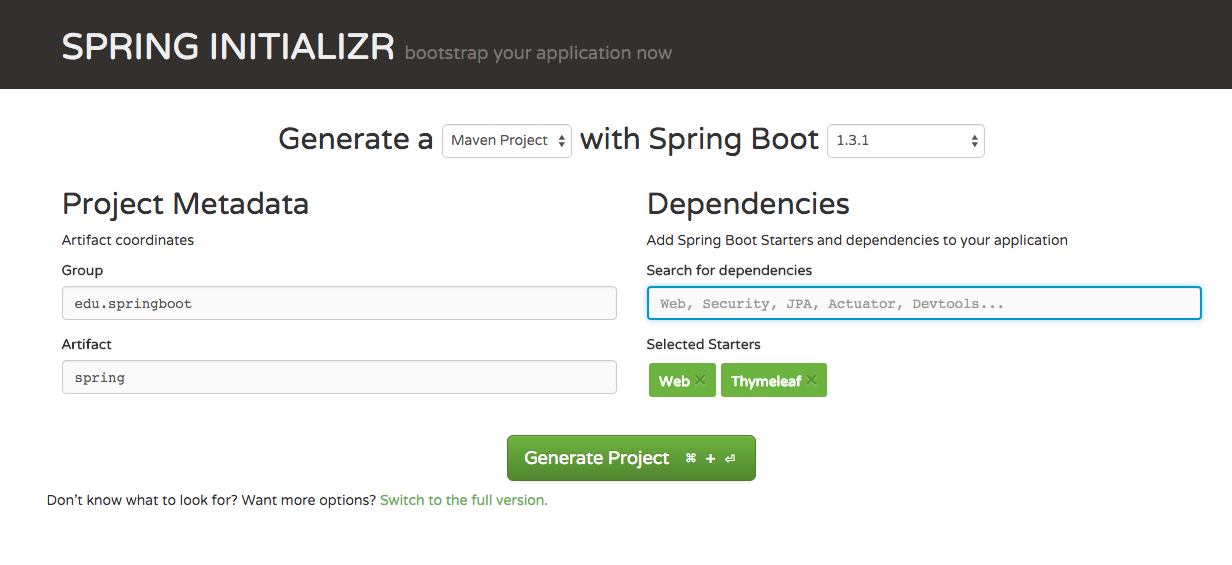 SPRING INITIALIZR bootstrap your application now
Generate a Maven Project with Spring Boot 1.3.1
Project Metadata
Artifact coordinates
Group
edu.springboot
Artifact
spring
Dependencies
Add Spring Boot Starters and dependencies to your application
Search for dependencies
Web, Security, JPA, Actuator, Devtools...
Selected Starters
Web × Thymeleaf ×
Generate Project ⌘ + ⏎
Don't know what to look for? Want more options? Switch to the full version.